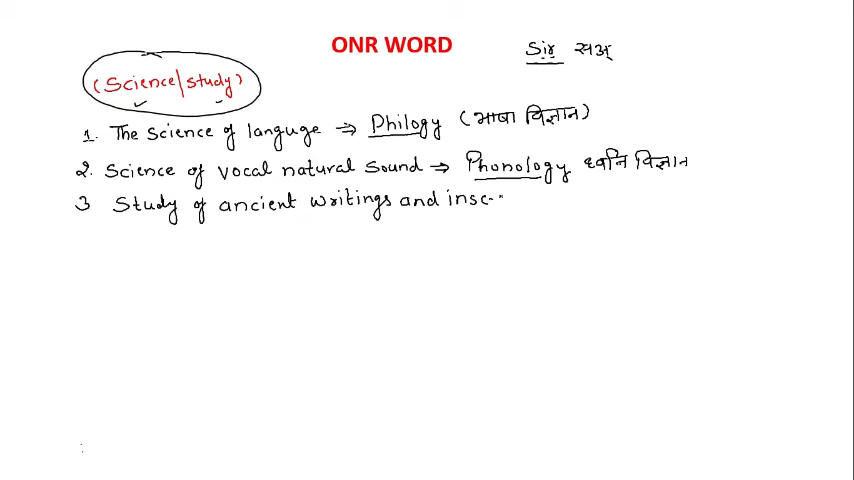 ONR WORD
Sir सअ्
(Science/study)
1. The science of languge → Philogy (भाषा विज्ञान)
2. Science of vocal natural sound → Phonology ध्वनि विज्ञान
3 Study of ancient writings and insc